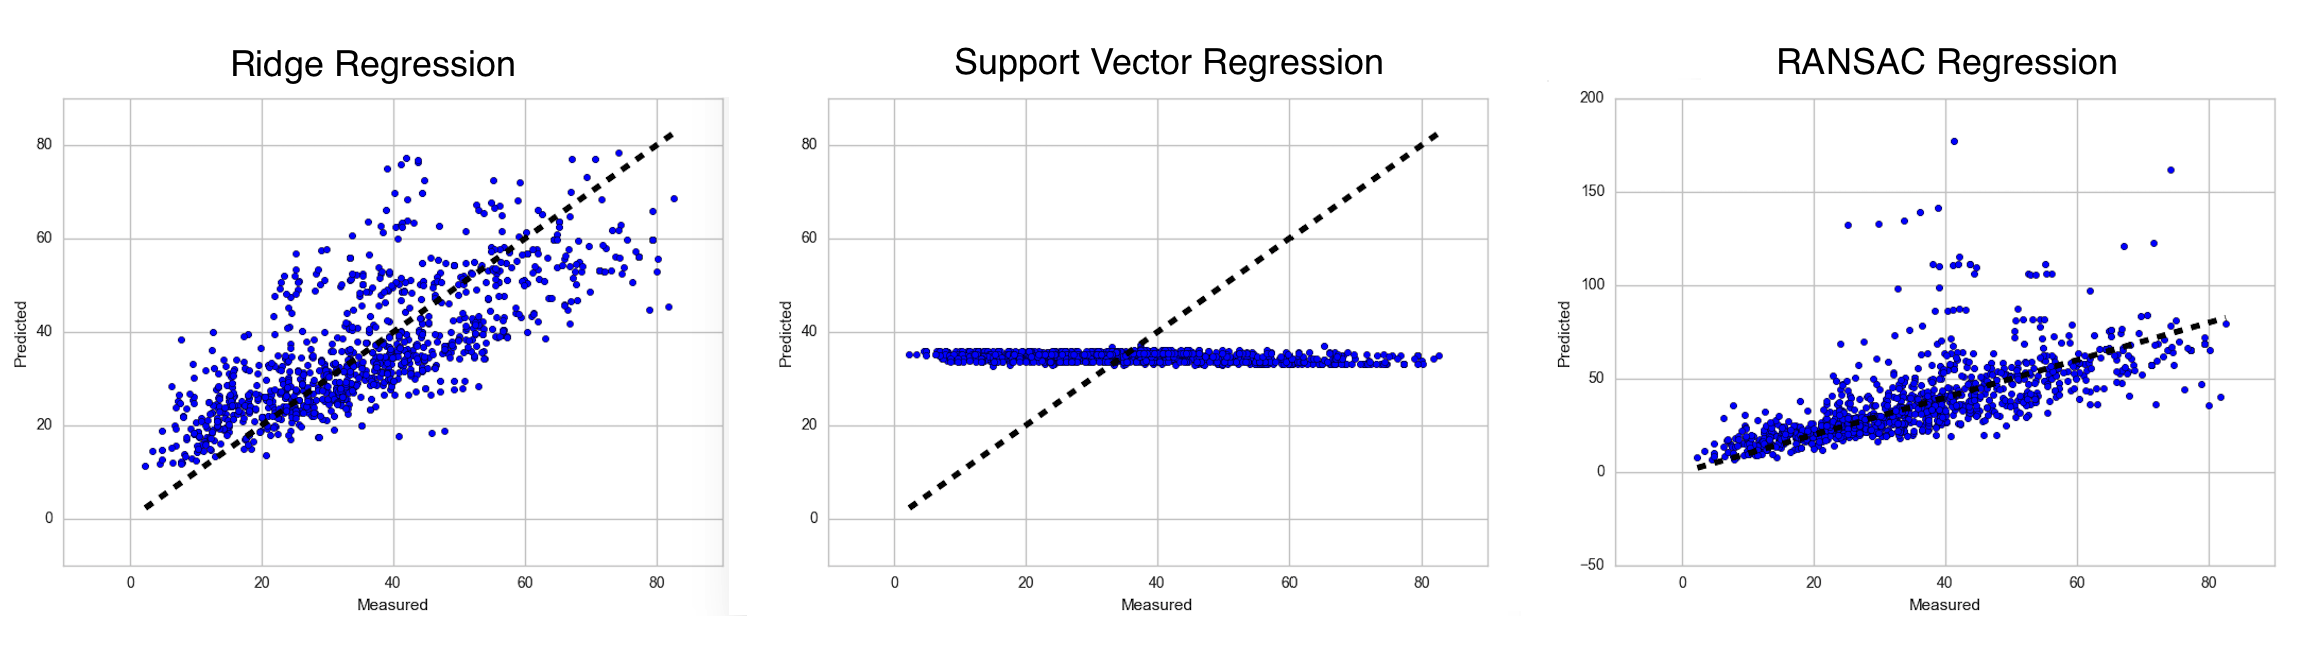 Ridge Regression
Support Vector Regression
RANSAC Regression
80
60
40
20
0
Predicted
0 20 40 60 80
Measured
80
60
40
20
0
Predicted
0 20 40 60 80
Measured
200
150
100
50
0
−50
Predicted
0 20 40 60 80
Measured